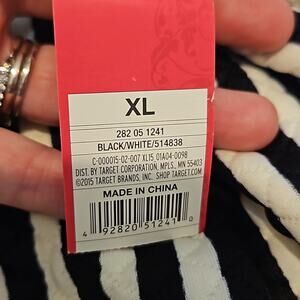 XL
282 05 1241
BLACK/WHITE/514838
C-000015-02-007 XL15 01A04-0098
DIST. BY TARGET CORPORATION, MPLS., MN 55403
©2015 TARGET BRANDS, INC. SHOP TARGET.COM
MADE IN CHINA
4 92820 51241 0